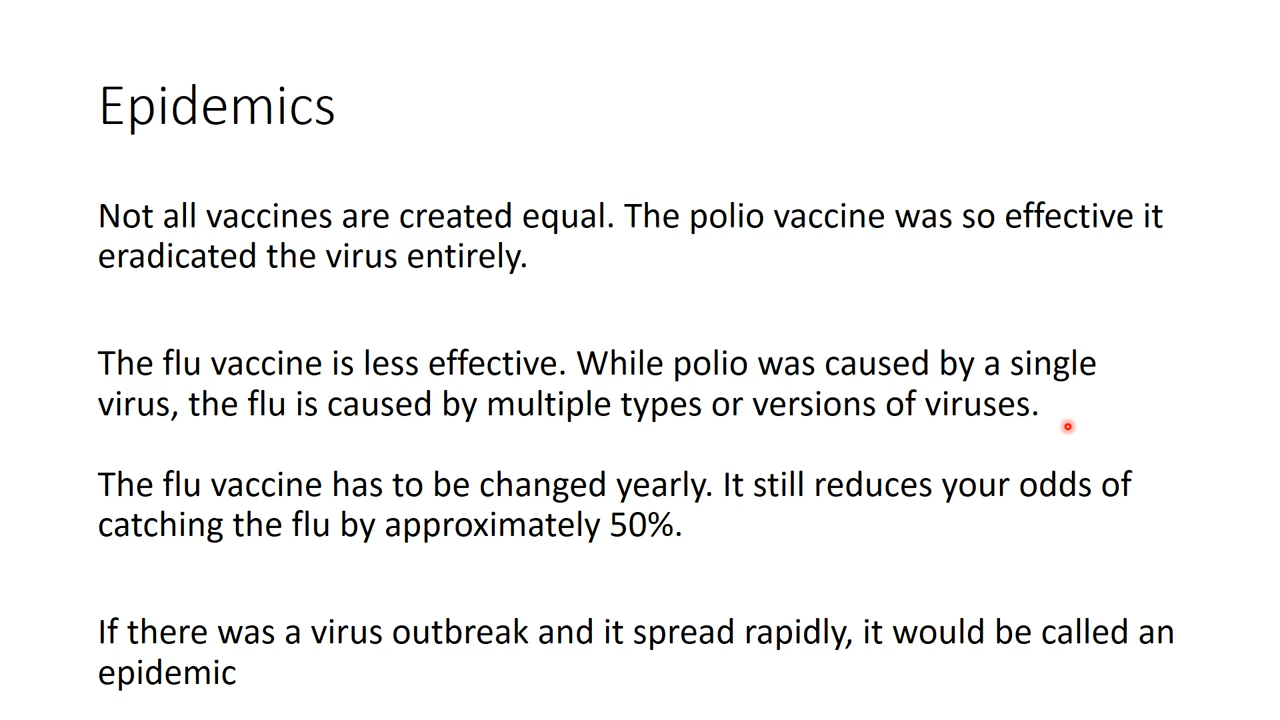 Epidemics
Not all vaccines are created equal. The polio vaccine was so effective it
eradicated the virus entirely.
The flu vaccine is less effective. While polio was caused by a single
virus, the flu is caused by multiple types or versions of viruses.
The flu vaccine has to be changed yearly. It still reduces your odds of
catching the flu by approximately 50%.
If there was a virus outbreak and it spread rapidly, it would be called an
epidemic